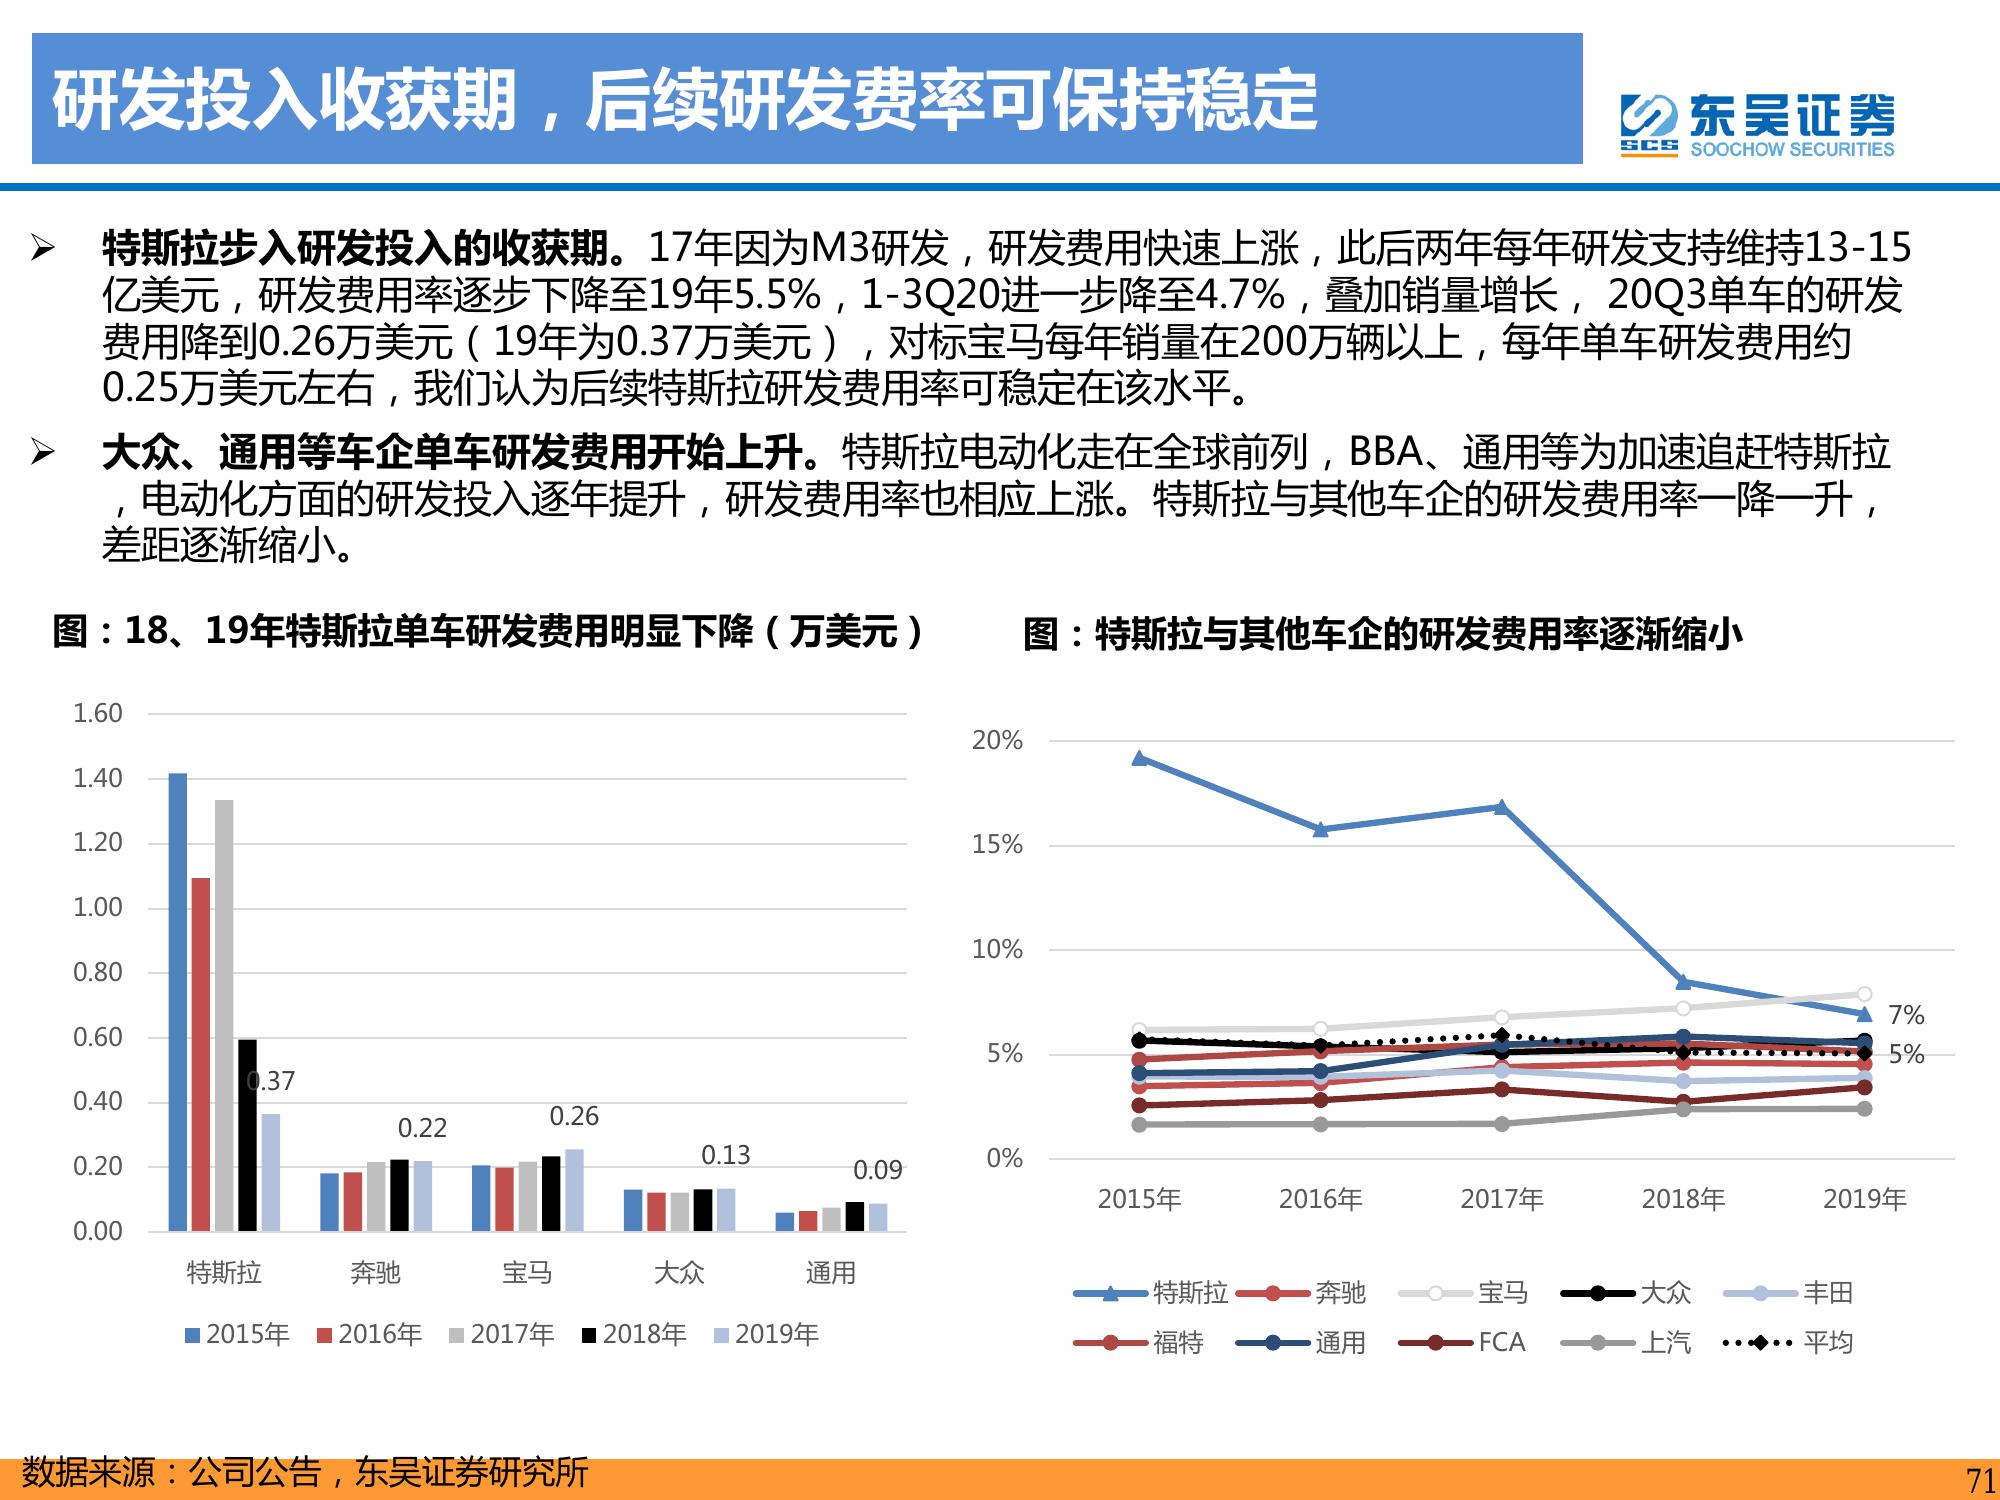 研发投入收获期，后续研发费率可保持稳定
SCS
东吴证券
SOOCHOW SECURITIES
➢ 特斯拉步入研发投入的收获期。17年因为M3研发，研发费用快速上涨，此后两年每年研发支持维持13-15
亿美元，研发费用率逐步下降至19年5.5%，1-3Q20进一步降至4.7%，叠加销量增长， 20Q3单车的研发
费用降到0.26万美元（19年为0.37万美元），对标宝马每年销量在200万辆以上，每年单车研发费用约
0.25万美元左右，我们认为后续特斯拉研发费用率可稳定在该水平。
➢ 大众、通用等车企单车研发费用开始上升。特斯拉电动化走在全球前列，BBA、通用等为加速追赶特斯拉
，电动化方面的研发投入逐年提升，研发费用率也相应上涨。特斯拉与其他车企的研发费用率一降一升，
差距逐渐缩小。
图：18、19年特斯拉单车研发费用明显下降（万美元）
1.60
1.40
1.20
1.00
0.80
0.60
0.40
0.20
0.00
0.37
0.22
0.26
0.13
0.09
特斯拉 奔驰 宝马 大众 通用
2015年 2016年 2017年 2018年 2019年
图：特斯拉与其他车企的研发费用率逐渐缩小
20%
15%
10%
5%
0%
7%
5%
2015年 2016年 2017年 2018年 2019年
特斯拉 奔驰 宝马 大众 丰田
福特 通用 FCA 上汽 平均
数据来源：公司公告，东吴证券研究所
71